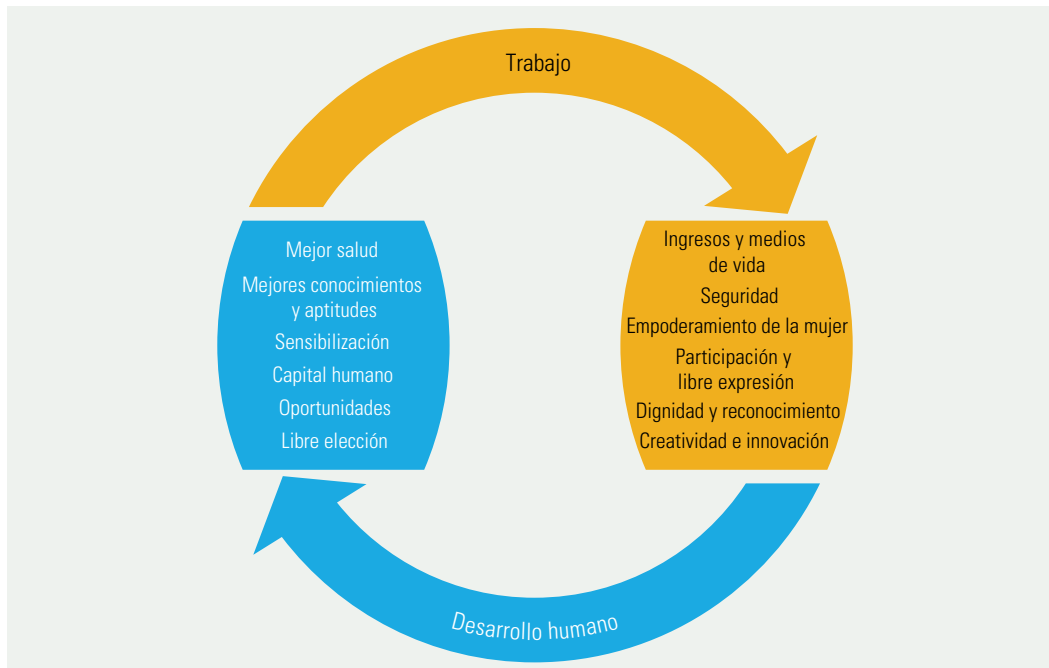 Trabajo
Mejor salud
Mejores conocimientos
y aptitudes
Sensibilización
Capital humano
Oportunidades
Libre elección
Ingresos y medios
de vida
Seguridad
Empoderamiento de la mujer
Participación y
libre expresión
Dignidad y reconocimiento
Creatividad e innovación
Desarrollo humano